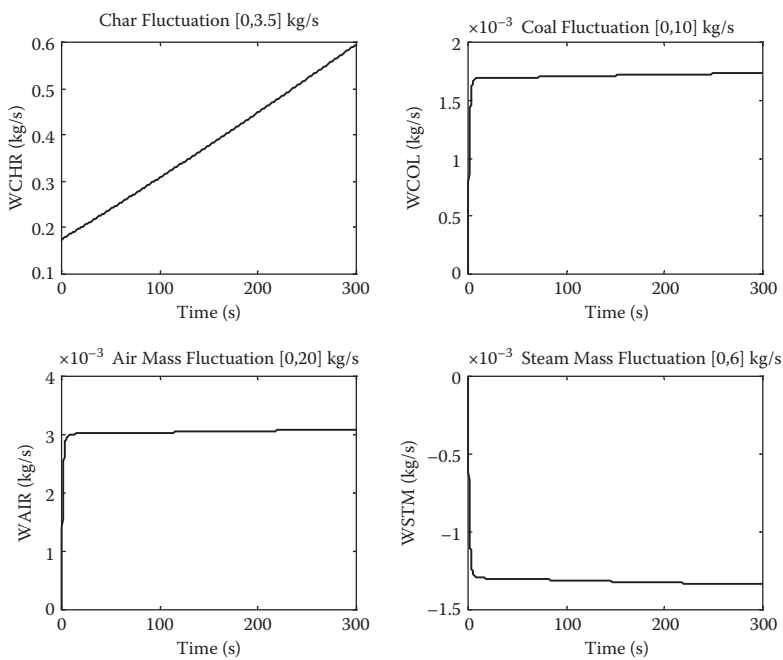 Char Fluctuation [0,3.5] kg/s
0.6
0.5
0.4
0.3
0.2
0.1
WCHR (kg/s)
0 100 200 300
Time (s)
×10⁻³ Coal Fluctuation [0,10] kg/s
2
1.5
1
0.5
0
WCOL (kg/s)
0 100 200 300
Time (s)
×10⁻³ Air Mass Fluctuation [0,20] kg/s
4
3
2
1
0
WAIR (kg/s)
0 100 200 300
Time (s)
×10⁻³ Steam Mass Fluctuation [0,6] kg/s
0
−0.5
−1
−1.5
WSTM (kg/s)
0 100 200 300
Time (s)